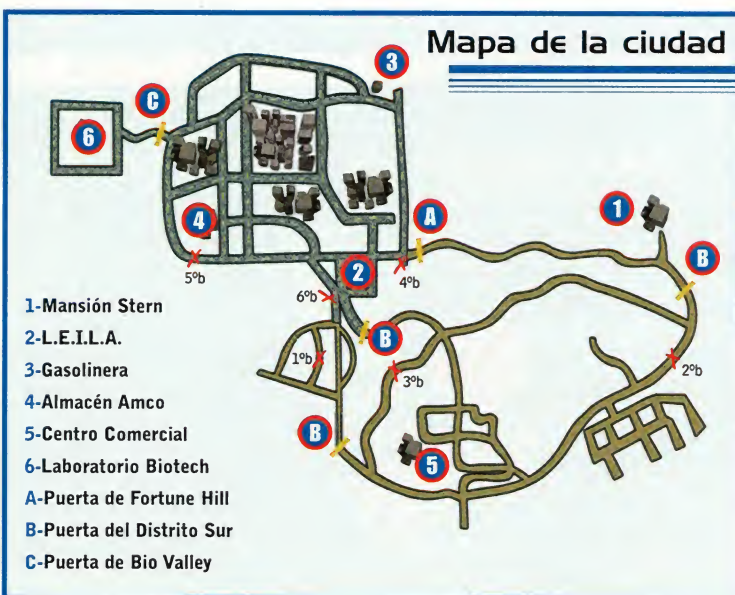 Mapa de la ciudad
3
C
6
1
4
A
B
5ºb
2
4ºb
6ºb
B
1ºb
3ºb
2ºb
B
5
1-Mansión Stern
2-L.E.I.L.A.
3-Gasolinera
4-Almacén Amco
5-Centro Comercial
6-Laboratorio Biotech
A-Puerta de Fortune Hill
B-Puerta del Distrito Sur
C-Puerta de Bio Valley